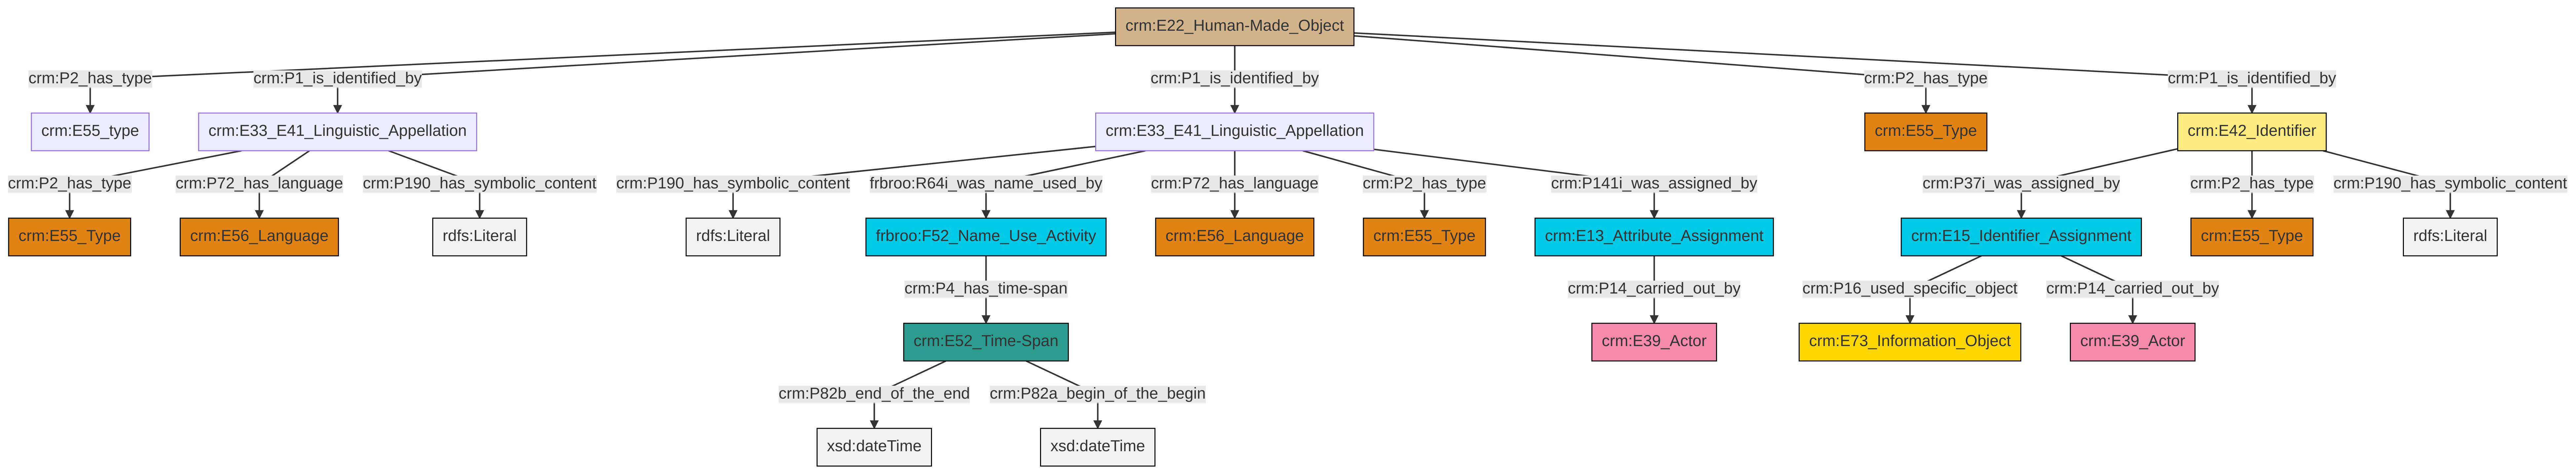 crm:E22_Human-Made_Object
crm:P2_has_type
crm:P1_is_identified_by
crm:P1_is_identified_by
crm:P2_has_type
crm:P1_is_identified_by
crm:E55_type
crm:E33_E41_Linguistic_Appellation
crm:E33_E41_Linguistic_Appellation
crm:E55_Type
crm:E42_Identifier
crm:P2_has_type
crm:P72_has_language
crm:P190_has_symbolic_content
crm:P190_has_symbolic_content
frbroo:R64i_was_name_used_by
crm:P72_has_language
crm:P2_has_type
crm:P141i_was_assigned_by
crm:P37i_was_assigned_by
crm:P2_has_type
crm:P190_has_symbolic_content
crm:E55_Type
crm:E56_Language
rdfs:Literal
rdfs:Literal
frbroo:F52_Name_Use_Activity
crm:E56_Language
crm:E55_Type
crm:E13_Attribute_Assignment
crm:E15_Identifier_Assignment
crm:E55_Type
rdfs:Literal
crm:P4_has_time-span
crm:P14_carried_out_by
crm:P16_used_specific_object
crm:P14_carried_out_by
crm:E52_Time-Span
crm:E39_Actor
crm:E73_Information_Object
crm:E39_Actor
crm:P82b_end_of_the_end
crm:P82a_begin_of_the_begin
xsd:dateTime
xsd:dateTime